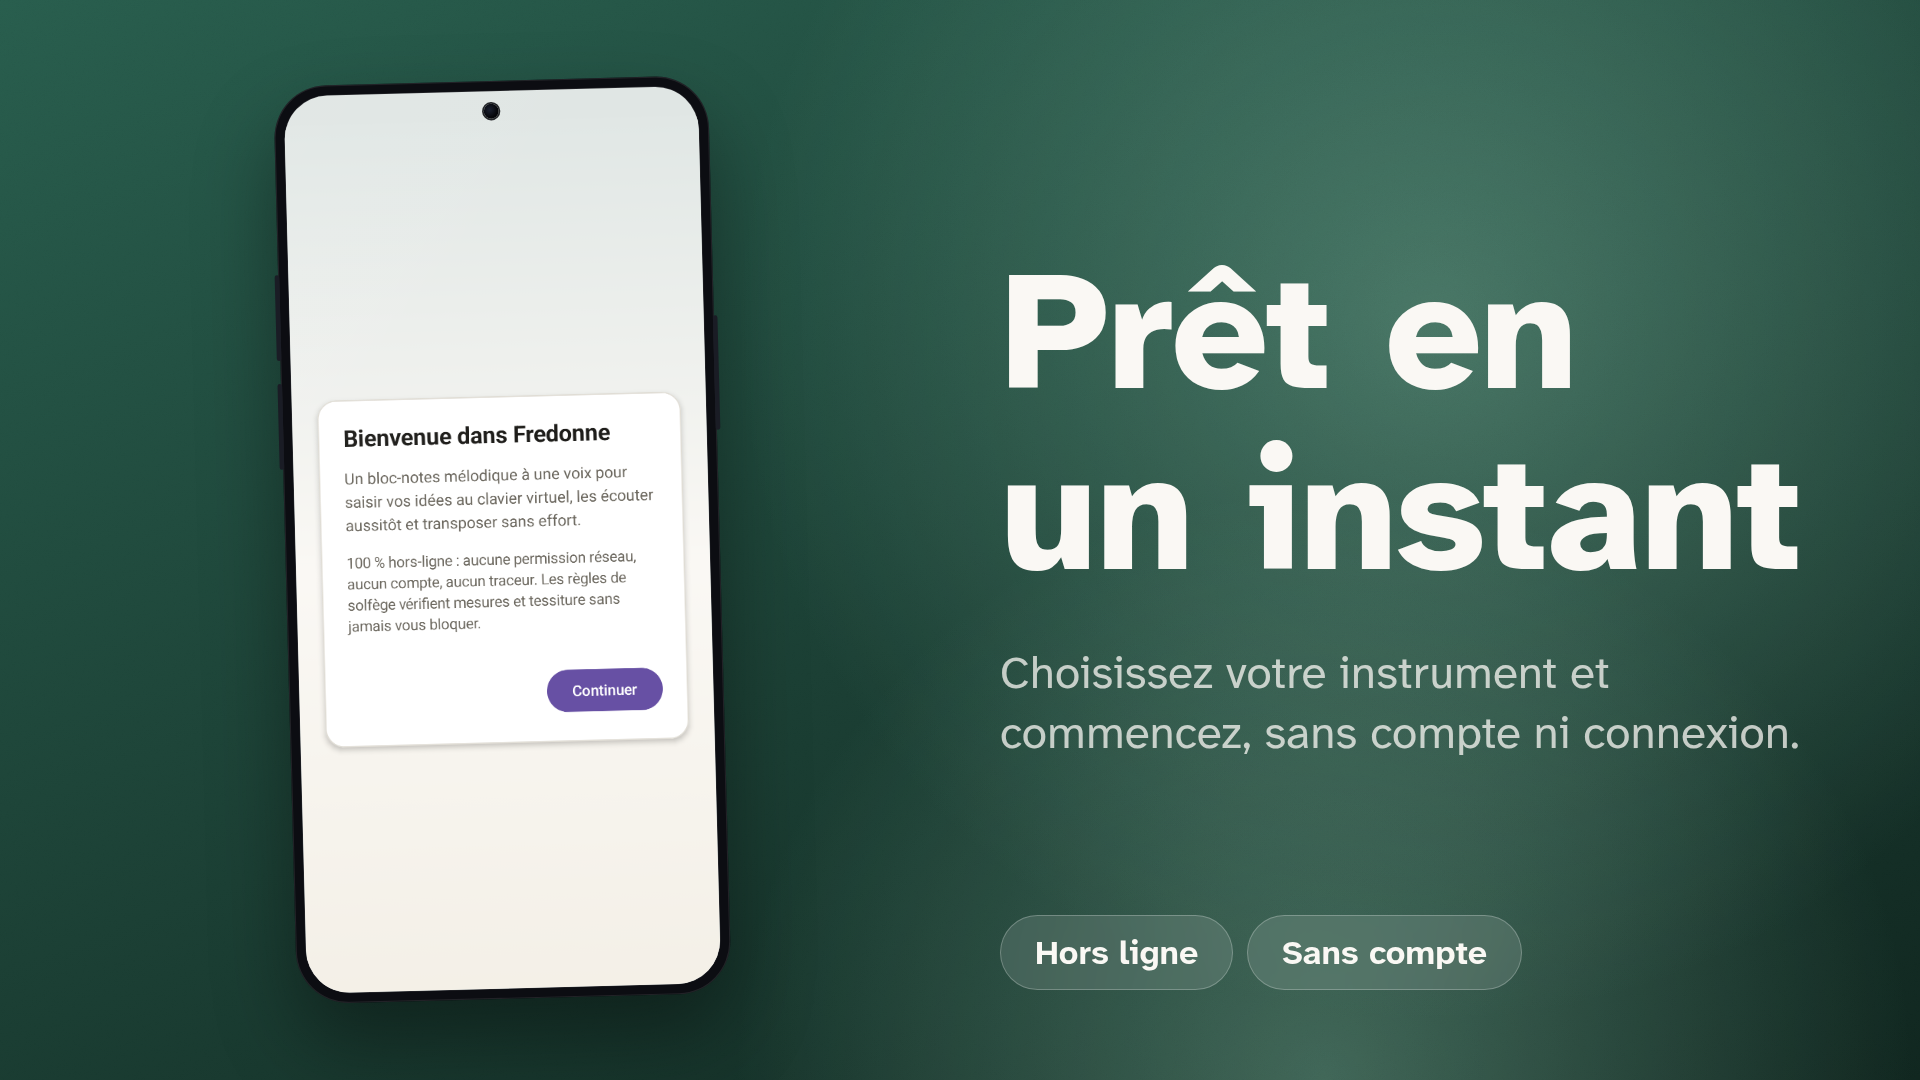 Bienvenue dans Fredonne
Un bloc-notes mélodique à une voix pour
saisir vos idées au clavier virtuel, les écouter
aussitôt et transposer sans effort.
100 % hors-ligne : aucune permission réseau,
aucun compte, aucun traceur. Les règles de
solfège vérifient mesures et tessiture sans
jamais vous bloquer.
Continuer
Prêt en
un instant
Choisissez votre instrument et
commencez, sans compte ni connexion.
Hors ligne
Sans compte